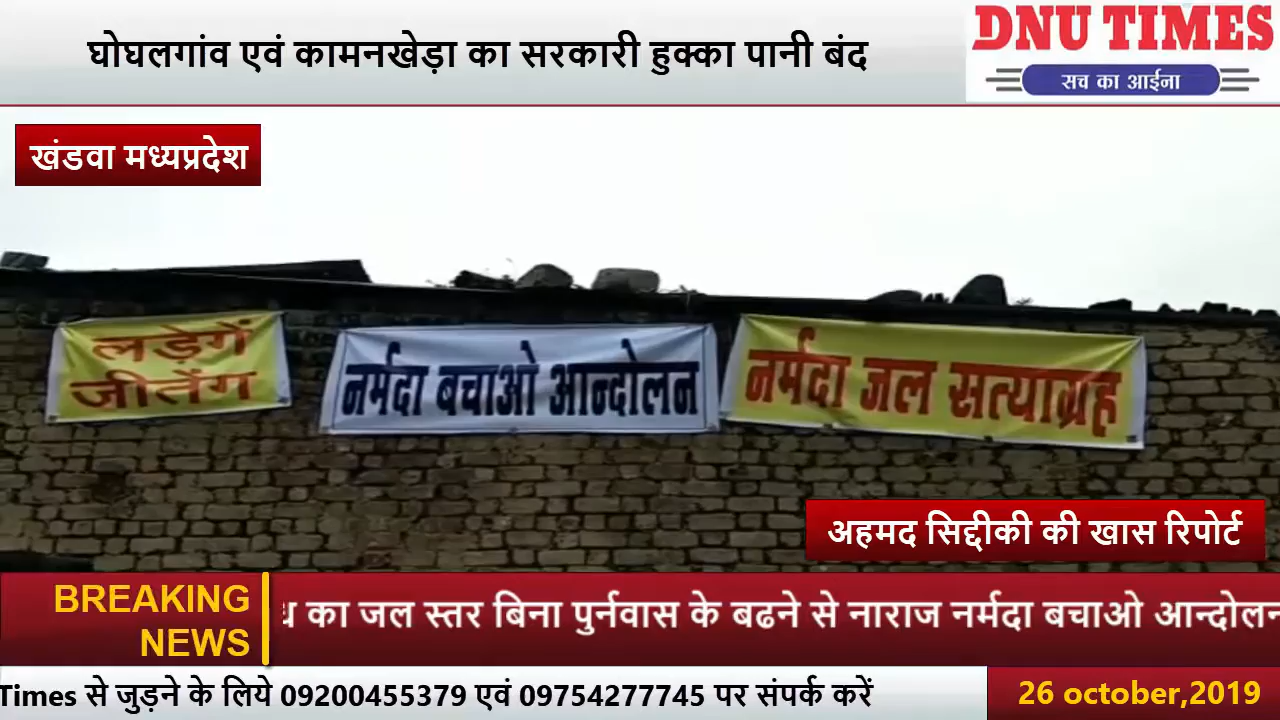 घोघलगांव एवं कामनखेड़ा का सरकारी हुक्का पानी बंद
DNU TIMES
सच का आईना
खंडवा मध्यप्रदेश
लड़ेगें
जीतेंग
नर्मदा बचाओ आन्दोलन
नर्मदा जल सत्याग्रह
अहमद सिद्दीकी की खास रिपोर्ट
BREAKING
NEWS
का जल स्तर बिना पुर्नवास के बढने से नाराज नर्मदा बचाओ आन्दोलन
Times से जुड़ने के लिये 09200455379 एवं 09754277745 पर संपर्क करें
26 october,2019